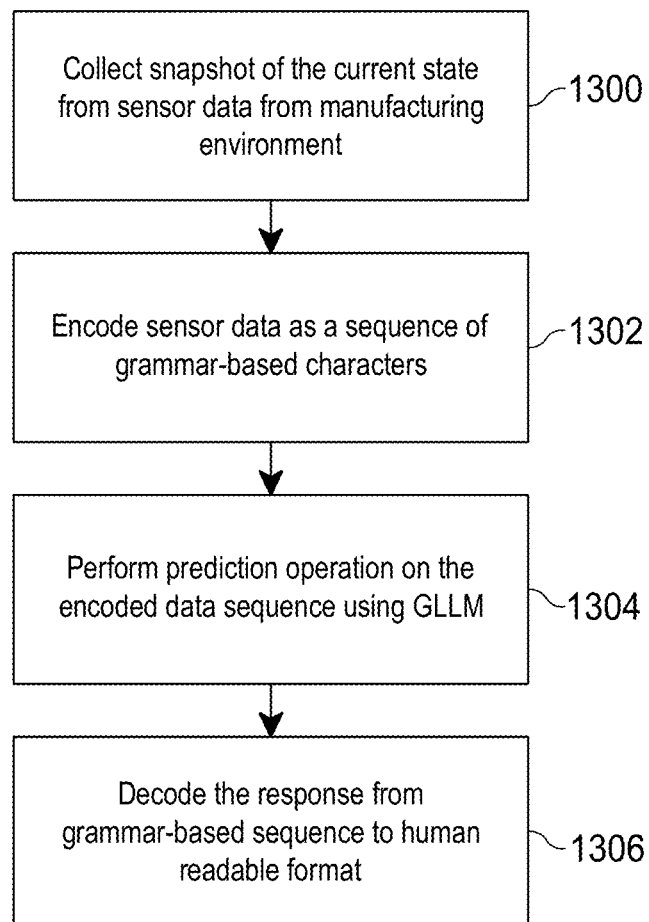 Collect snapshot of the current state
from sensor data from manufacturing
environment
1300
Encode sensor data as a sequence of
grammar-based characters
1302
Perform prediction operation on the
encoded data sequence using GLLM
1304
Decode the response from
grammar-based sequence to human
readable format
1306